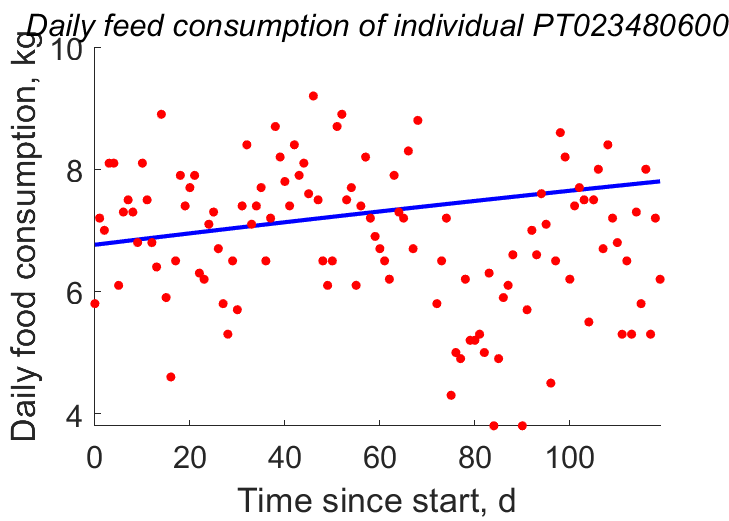 Daily feed consumption of individual PT023480600
Daily food consumption, kg
10
8
6
4
0 20 40 60 80 100
Time since start, d